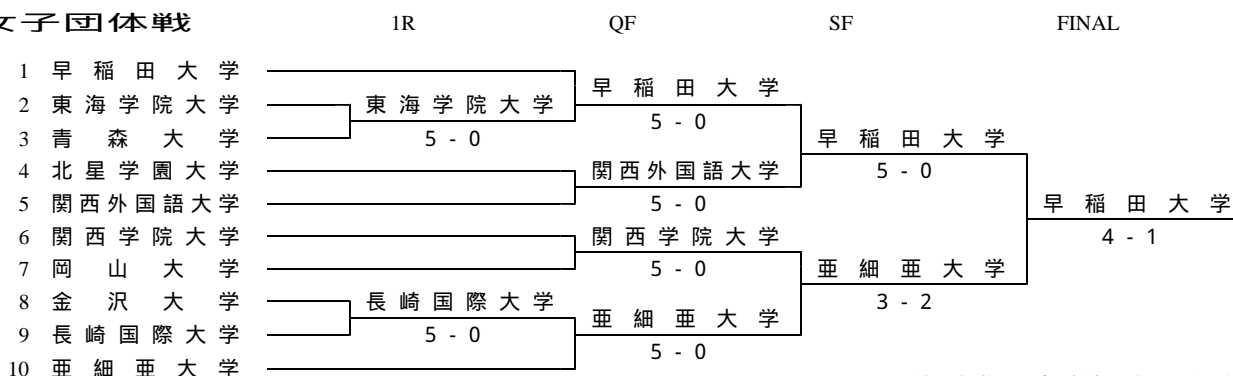 女子団体戦 1R QF SF FINAL
1 早稲田大学
早稲田大学
2 東海学院大学 東海学院大学
5 - 0
3 青森大学 5 - 0 早稲田大学
4 北星学園大学 関西外国語大学 5 - 0
5 関西外国語大学 5 - 0 早稲田大学
6 関西学院大学 関西学院大学 4 - 1
7 岡山大学 5 - 0 亜細亜大学
8 金沢大学 長崎国際大学 3 - 2
亜細亜大学
9 長崎国際大学 5 - 0
5 - 0
10 亜細亜大学